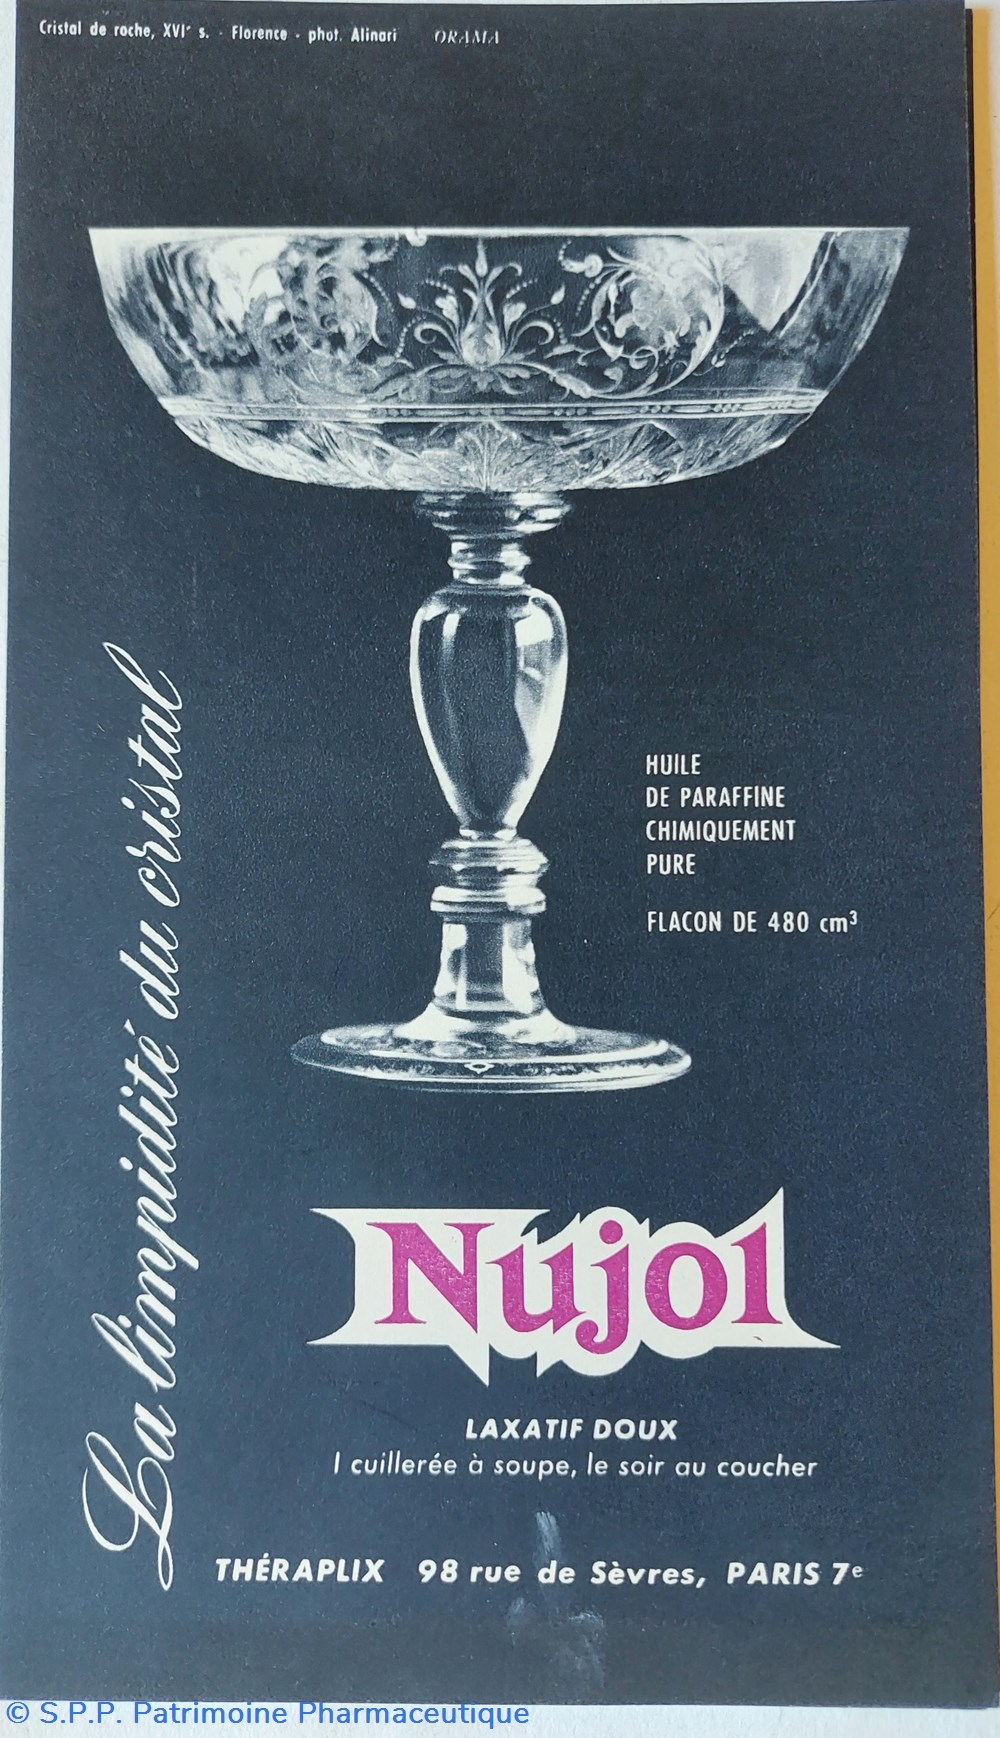 Cristal de roche, XVIᵉ s. - Florence - phot. Alinari ORAMA
La limpidité du cristal
HUILE
DE PARAFFINE
CHIMIQUEMENT
PURE
FLACON DE 480 cm³
Nujol
LAXATIF DOUX
1 cuillerée à soupe, le soir au coucher
THÉRAPLIX 98 rue de Sèvres, PARIS 7ᵉ
© S.P.P. Patrimoine Pharmaceutique